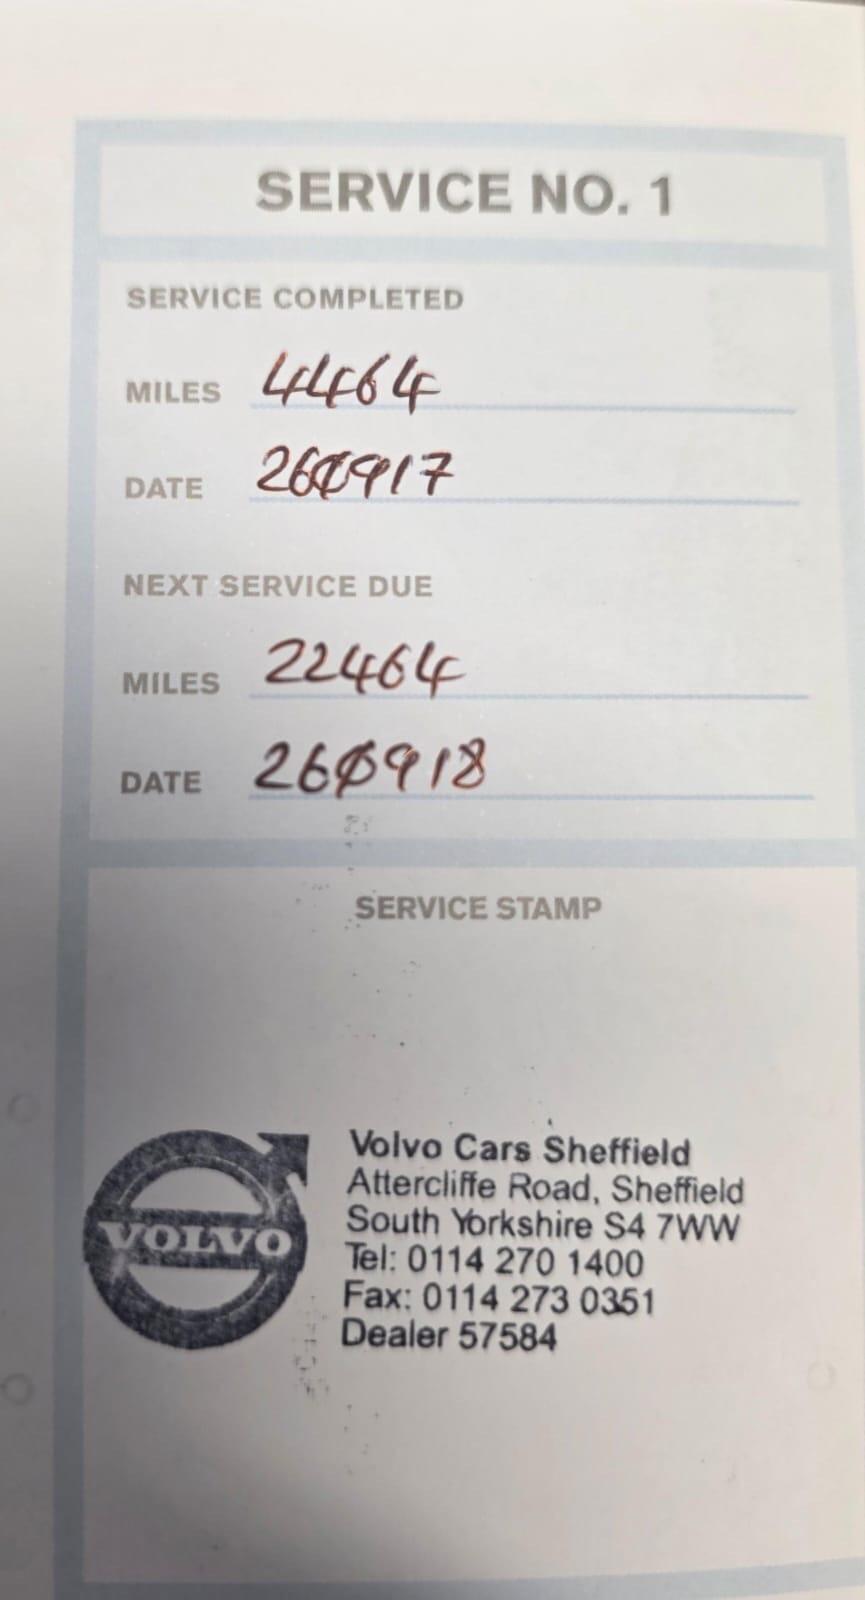 SERVICE NO. 1
SERVICE COMPLETED
MILES 4464
DATE 260917
NEXT SERVICE DUE
MILES 22464
DATE 260918
SERVICE STAMP
VOLVO
Volvo Cars Sheffield
Attercliffe Road, Sheffield
South Yorkshire S4 7WW
Tel: 0114 270 1400
Fax: 0114 273 0351
Dealer 57584